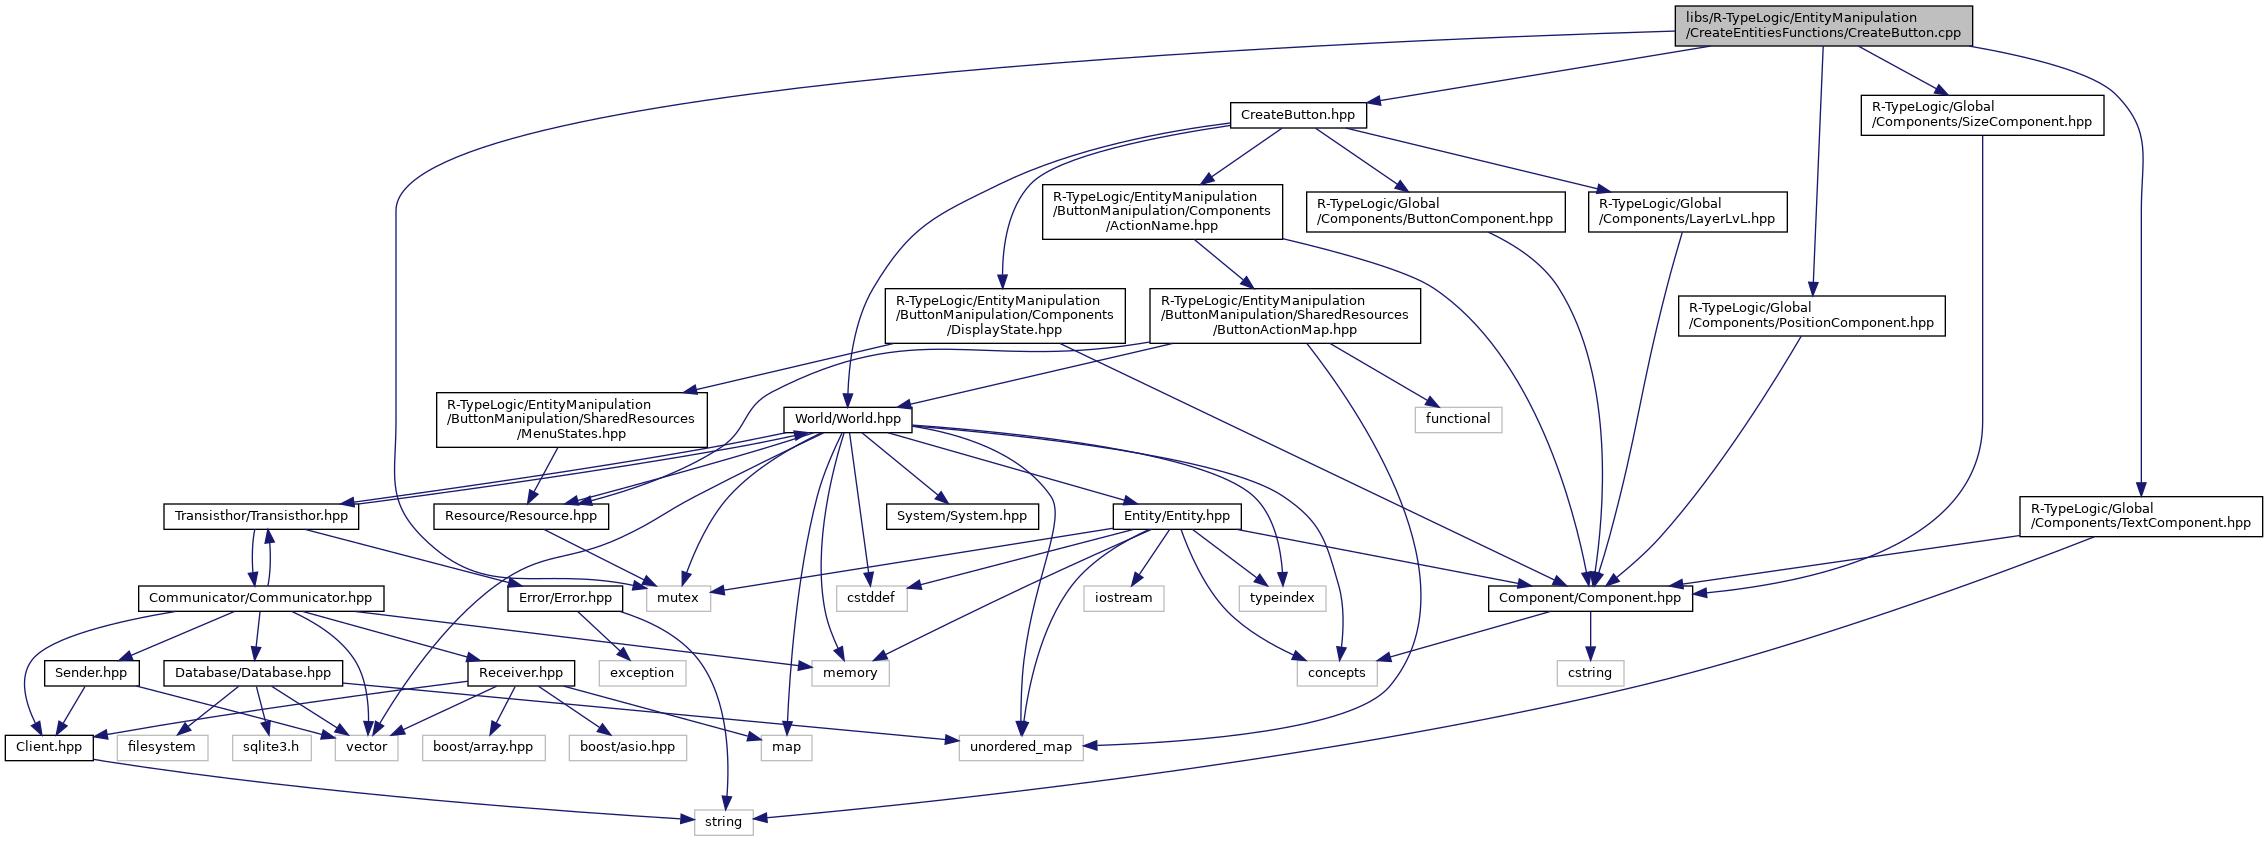 libs/R-TypeLogic/EntityManipulation
/CreateEntitiesFunctions/CreateButton.cpp
CreateButton.hpp
R-TypeLogic/Global
/Components/SizeComponent.hpp
R-TypeLogic/EntityManipulation
/ButtonManipulation/Components
/ActionName.hpp
R-TypeLogic/Global
/Components/ButtonComponent.hpp
R-TypeLogic/Global
/Components/LayerLvL.hpp
R-TypeLogic/EntityManipulation
/ButtonManipulation/Components
/DisplayState.hpp
R-TypeLogic/EntityManipulation
/ButtonManipulation/SharedResources
/ButtonActionMap.hpp
R-TypeLogic/Global
/Components/PositionComponent.hpp
R-TypeLogic/EntityManipulation
/ButtonManipulation/SharedResources
/MenuStates.hpp
World/World.hpp
functional
Transisthor/Transisthor.hpp
Resource/Resource.hpp
System/System.hpp
Entity/Entity.hpp
R-TypeLogic/Global
/Components/TextComponent.hpp
Communicator/Communicator.hpp
Error/Error.hpp
mutex
cstddef
iostream
typeindex
Component/Component.hpp
Sender.hpp
Database/Database.hpp
Receiver.hpp
exception
memory
concepts
cstring
Client.hpp
filesystem
sqlite3.h
vector
boost/array.hpp
boost/asio.hpp
map
unordered_map
string